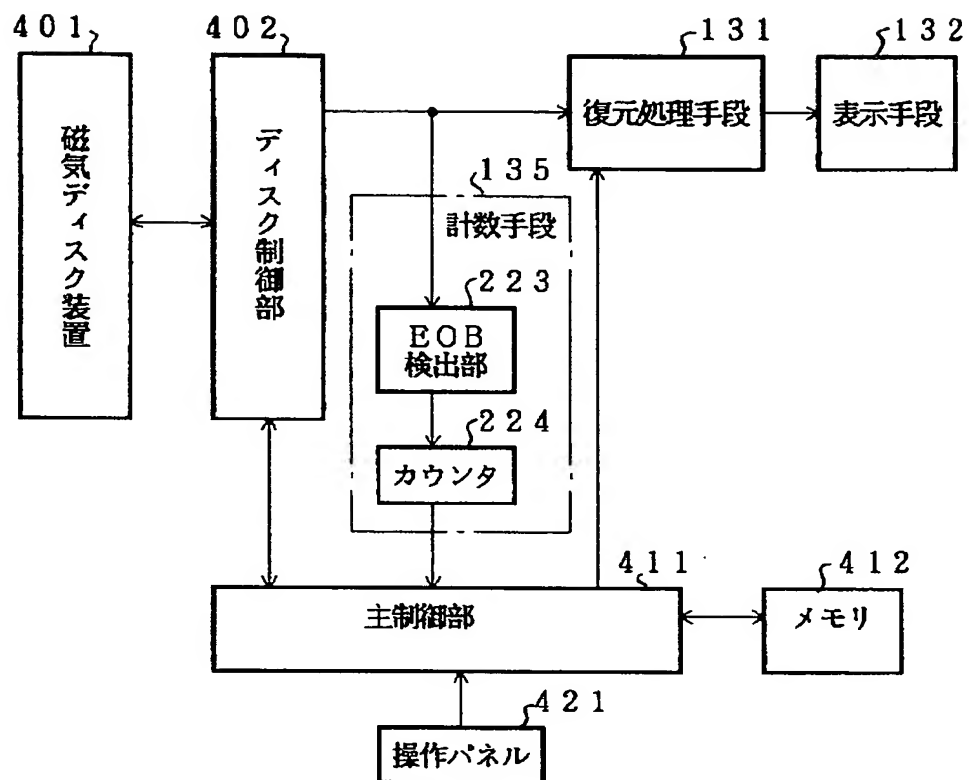 401
402
131
132
磁気ディスク装置
ディスク制御部
復元処理手段
表示手段
135
計数手段
223
EOB
検出部
224
カウンタ
411
412
主制御部
メモリ
421
操作パネル